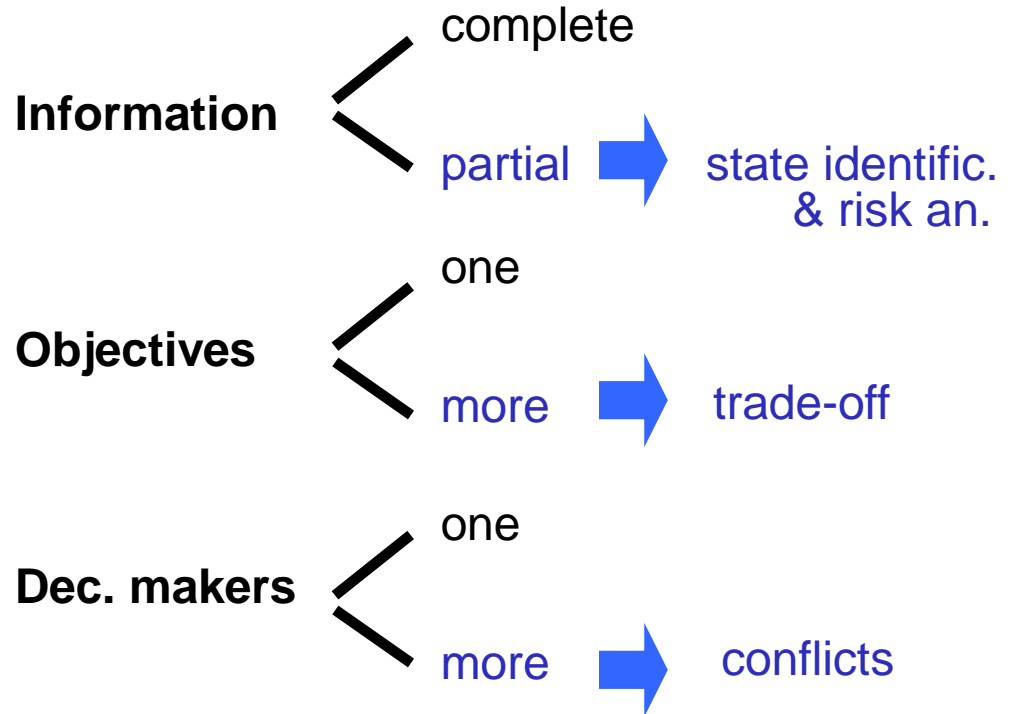 complete
Information
partial
state identific.
& risk an.
one
Objectives
more
trade-off
one
Dec. makers
more
conflicts